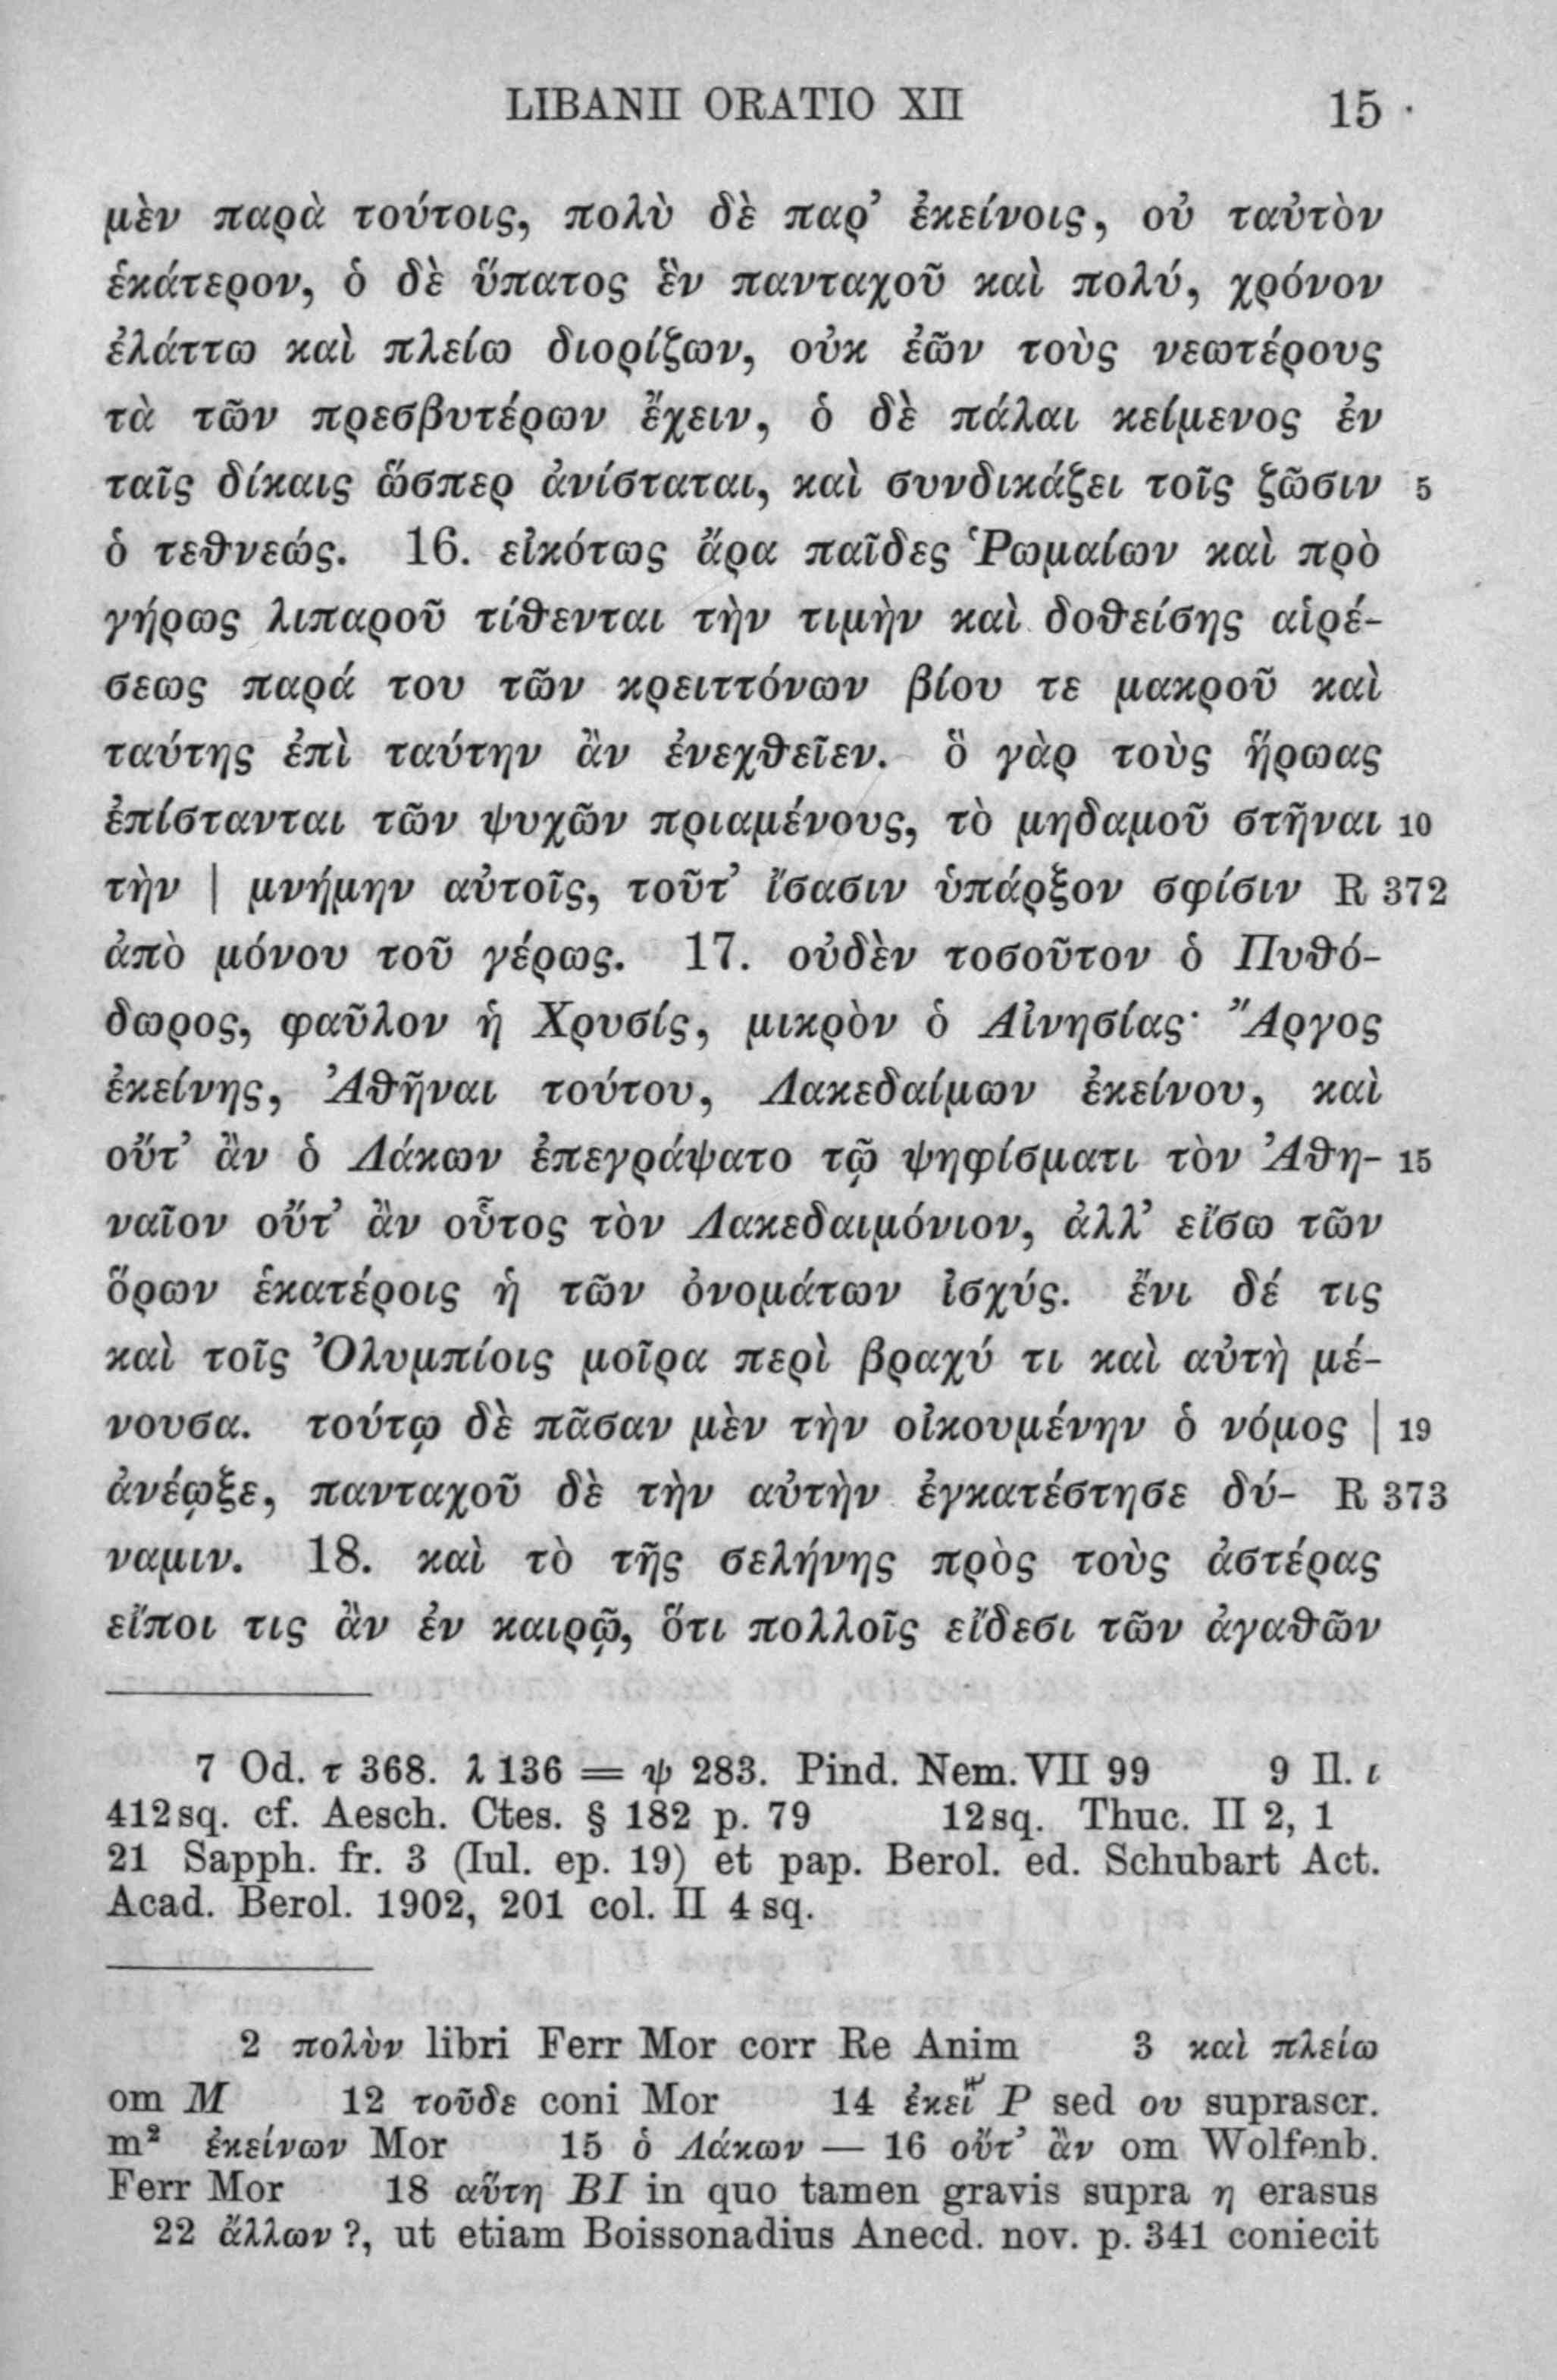 LIBANII ORATIO XII 15
μὲν παρὰ τούτοις, πολὺ δὲ παρ’ ἐκείνοις, οὐ ταὐτὸν
ἑκάτερον, ὁ δὲ ὕπατος ἓν πανταχοῦ καὶ πολύ, χρόνον
ἐλάττω καὶ πλείω διορίζων, οὐκ ἐῶν τοὺς νεωτέρους
τὰ τῶν πρεσβυτέρων ἔχειν, ὁ δὲ πάλαι κείμενος ἐν
ταῖς δίκαις ὥσπερ ἀνίσταται, καὶ συνδικάζει τοῖς ζῶσιν 5
ὁ τεθνεώς. 16. εἰκότως ἄρα παῖδες Ῥωμαίων καὶ πρὸ
γήρως λιπαροῦ τίθενται τὴν τιμὴν καὶ δοθείσης αἱρέ-
σεως παρά του τῶν κρειττόνων βίου τε μακροῦ καὶ
ταύτης ἐπὶ ταύτην ἂν ἐνεχθεῖεν. ὃ γὰρ τοὺς ἥρωας
ἐπίστανται τῶν ψυχῶν πριαμένους, τὸ μηδαμοῦ στῆναι 10
τὴν | μνήμην αὐτοῖς, τοῦτ’ ἴσασιν ὑπάρξον σφίσιν R 372
ἀπὸ μόνου τοῦ γέρως. 17. οὐδὲν τοσοῦτον ὁ Πυθό-
δωρος, φαῦλον ἡ Χρυσίς, μικρὸν ὁ Αἰνησίας· Ἄργος
ἐκείνης, Ἀθῆναι τούτου, Λακεδαίμων ἐκείνου, καὶ
οὔτ’ ἂν ὁ Λάκων ἐπεγράψατο τῷ ψηφίσματι τὸν Ἀθη- 15
ναῖον οὔτ’ ἂν οὗτος τὸν Λακεδαιμόνιον, ἀλλ’ εἴσω τῶν
ὅρων ἑκατέροις ἡ τῶν ὀνομάτων ἰσχύς. ἔνι δέ τις
καὶ τοῖς Ὀλυμπίοις μοῖρα περὶ βραχύ τι καὶ αὐτὴ μέ-
νουσα. τούτῳ δὲ πᾶσαν μὲν τὴν οἰκουμένην ὁ νόμος | 19
ἀνέῳξε, πανταχοῦ δὲ τὴν αὐτὴν ἐγκατέστησε δύ- R 373
ναμιν. 18. καὶ τὸ τῆς σελήνης πρὸς τοὺς ἀστέρας
εἴποι τις ἂν ἐν καιρῷ, ὅτι πολλοῖς εἴδεσι τῶν ἀγαθῶν
7 Od. τ 368. λ 136 = ψ 283. Pind. Nem. VII 99 9 Il. ι
412 sq. cf. Aesch. Ctes. § 182 p. 79 12 sq. Thuc. II 2, 1
21 Sapph. fr. 3 (Iul. ep. 19) et pap. Berol. ed. Schubart Act.
Acad. Berol. 1902, 201 col. II 4 sq.
2 πολὺν libri Ferr Mor corr Re Anim 3 καὶ πλείω
om M 12 τοῦδε coni Mor 14 ἐκεῖ P sed ου suprascr.
m² ἐκείνων Mor 15 ὁ Λάκων — 16 οὔτ’ ἂν om Wolfenb.
Ferr Mor 18 αὕτη BI in quo tamen gravis supra η erasus
22 ἄλλων ?, ut etiam Boissonadius Anecd. nov. p. 341 coniecit